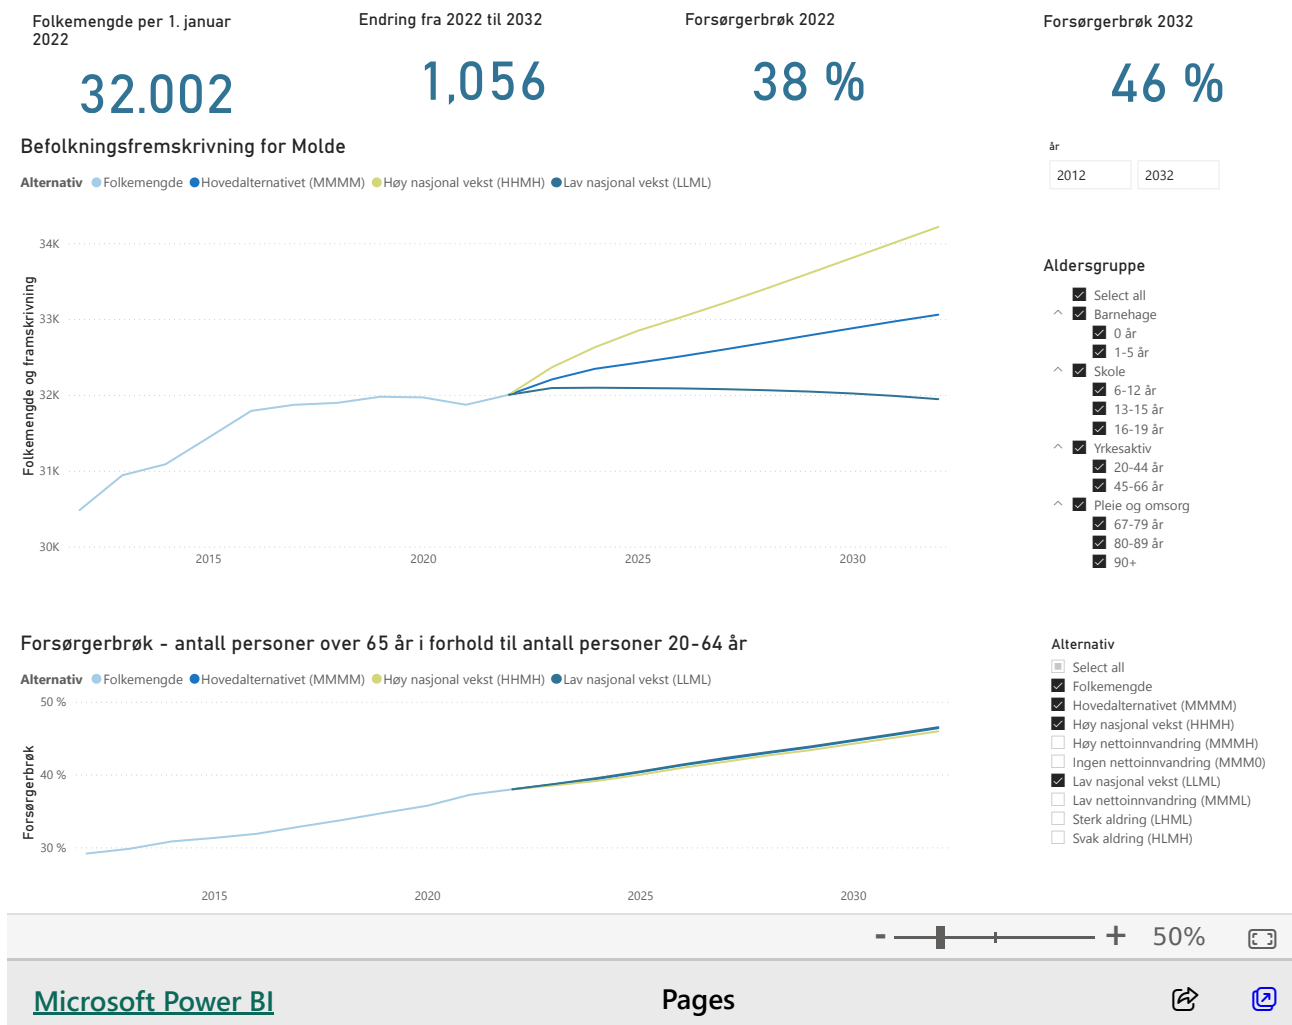 Folkemengde per 1. januar
2022
32.002
Endring fra 2022 til 2032
1,056
Forsørgerbrøk 2022
38 %
Forsørgerbrøk 2032
46 %
Befolkningsfremskrivning for Molde
Alternativ Folkemengde Hovedalternativet (MMMM) Høy nasjonal vekst (HHMH) Lav nasjonal vekst (LLML)
Folkemengde og framskrivning
34K
33K
32K
31K
30K
2015 2020 2025 2030
år
2012 2032
Aldersgruppe
Select all
Barnehage
0 år
1-5 år
Skole
6-12 år
13-15 år
16-19 år
Yrkesaktiv
20-44 år
45-66 år
Pleie og omsorg
67-79 år
80-89 år
90+
Forsørgerbrøk - antall personer over 65 år i forhold til antall personer 20-64 år
Alternativ Folkemengde Hovedalternativet (MMMM) Høy nasjonal vekst (HHMH) Lav nasjonal vekst (LLML)
Forsørgerbrøk
50 %
40 %
30 %
2015 2020 2025 2030
Alternativ
Select all
Folkemengde
Hovedalternativet (MMMM)
Høy nasjonal vekst (HHMH)
Høy nettoinnvandring (MMMH)
Ingen nettoinnvandring (MMM0)
Lav nasjonal vekst (LLML)
Lav nettoinnvandring (MMML)
Sterk aldring (LHML)
Svak aldring (HLMH)
- + 50%
Microsoft Power BI Pages